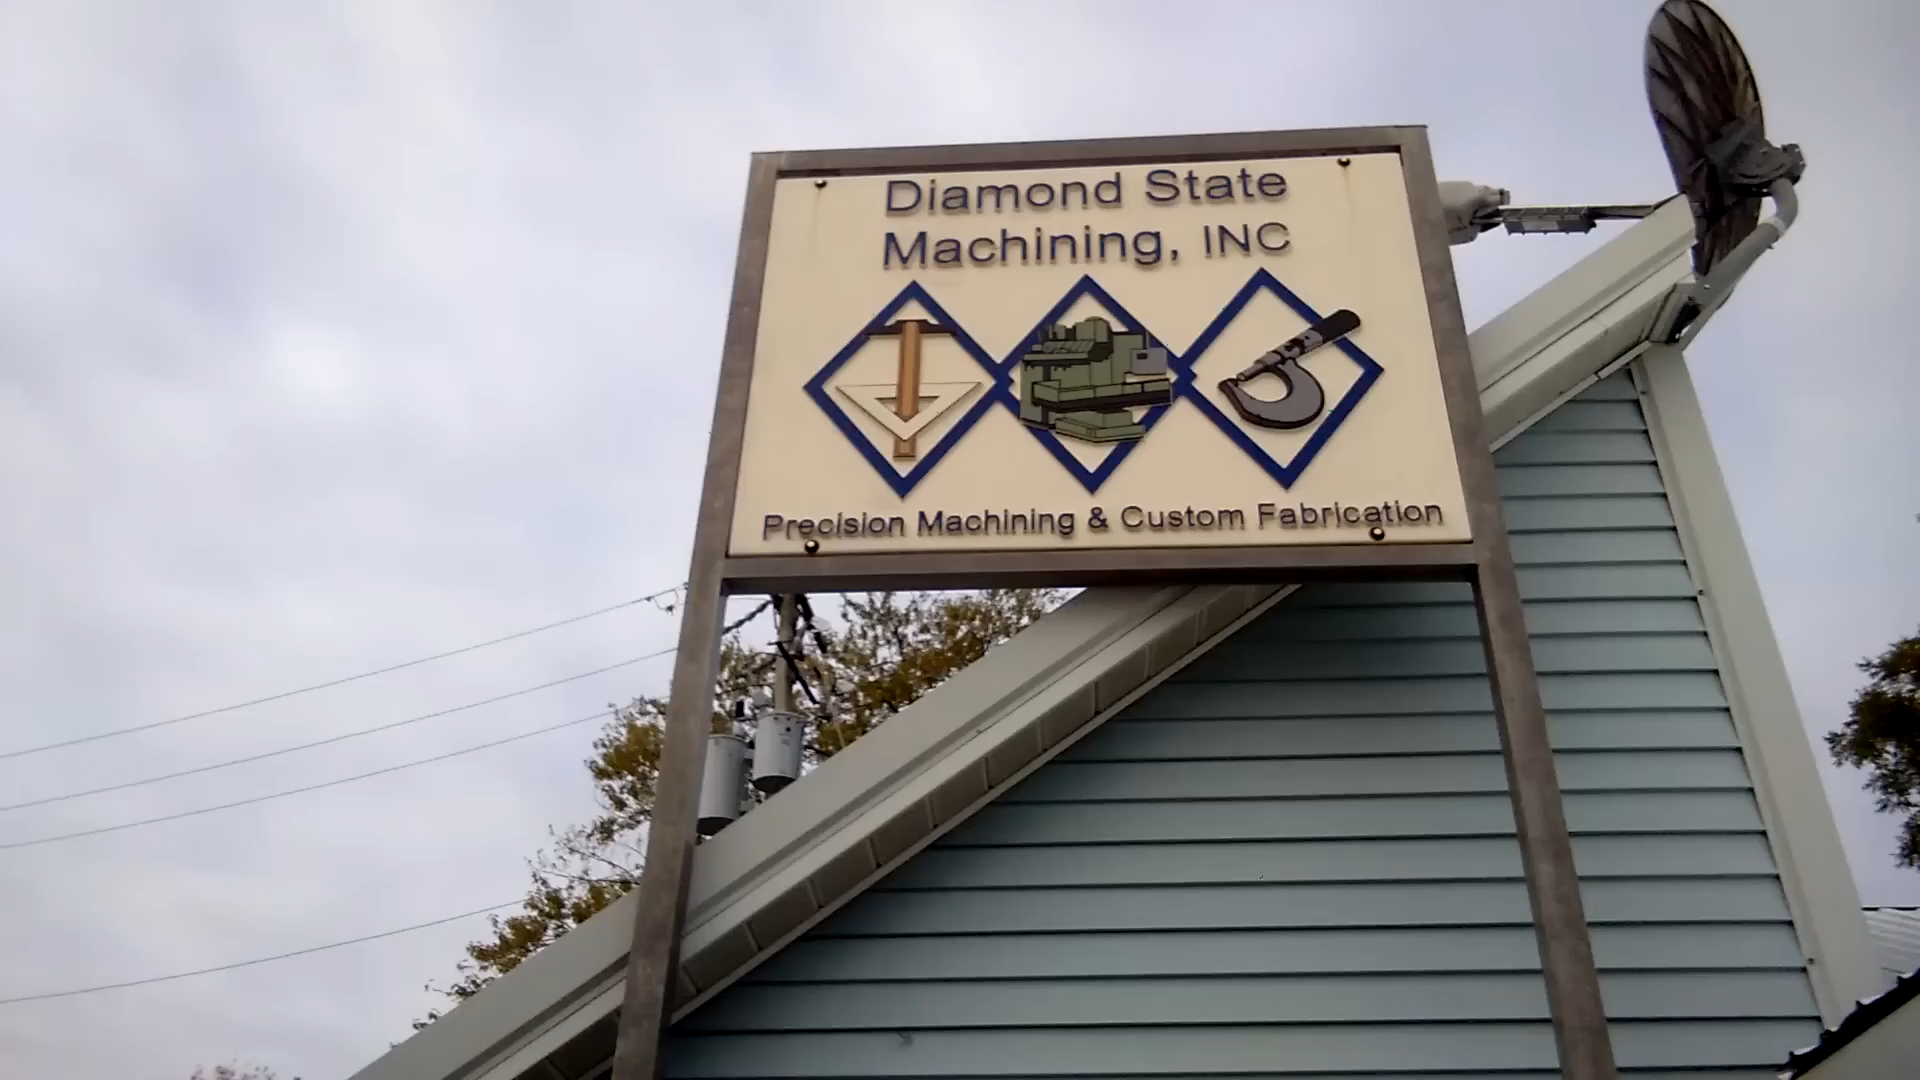 Diamond State
Machining, INC
Precision Machining & Custom Fabrication